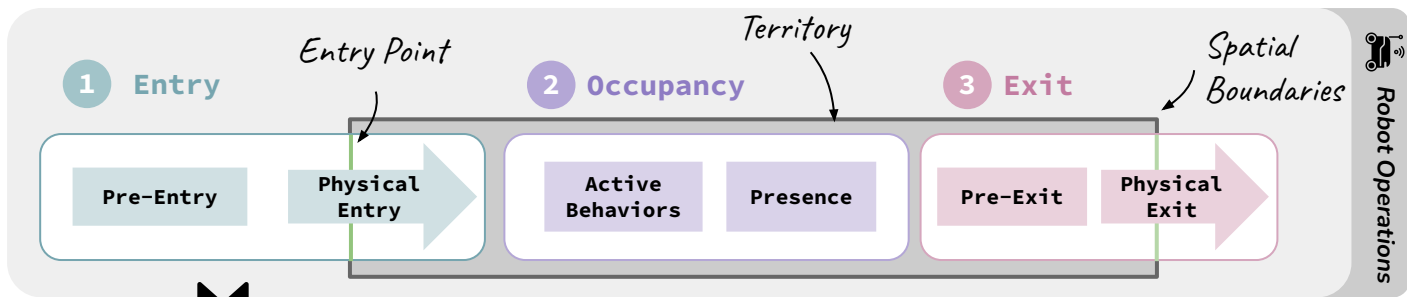 Entry Point
Territory
Spatial
Boundaries
1 Entry
2 Occupancy
3 Exit
Pre-Entry
Physical
Entry
Active
Behaviors
Presence
Pre-Exit
Physical
Exit
Robot Operations